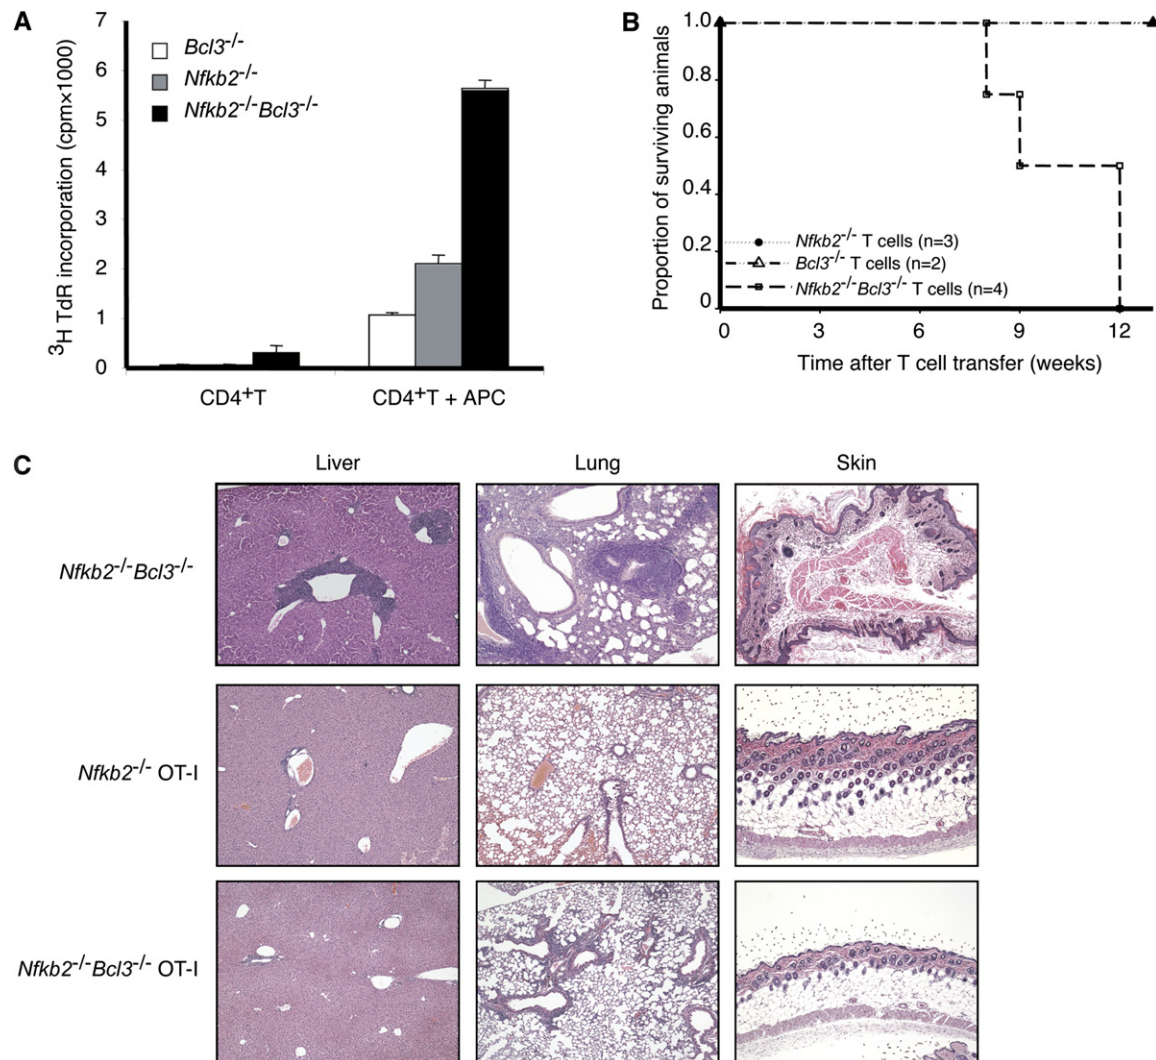 A
7
6
5
4
3
2
1
0
³H TdR incorporation (cpm×1000)
Bcl3⁻/⁻
Nfkb2⁻/⁻
Nfkb2⁻/⁻Bcl3⁻/⁻
CD4⁺T
CD4⁺T + APC
B
1.0
0.8
0.6
0.4
0.2
0
Proportion of surviving animals
Nfkb2⁻/⁻ T cells (n=3)
Bcl3⁻/⁻ T cells (n=2)
Nfkb2⁻/⁻Bcl3⁻/⁻ T cells (n=4)
0 3 6 9 12
Time after T cell transfer (weeks)
C
Liver Lung Skin
Nfkb2⁻/⁻Bcl3⁻/⁻
Nfkb2⁻/⁻ OT-I
Nfkb2⁻/⁻Bcl3⁻/⁻ OT-I